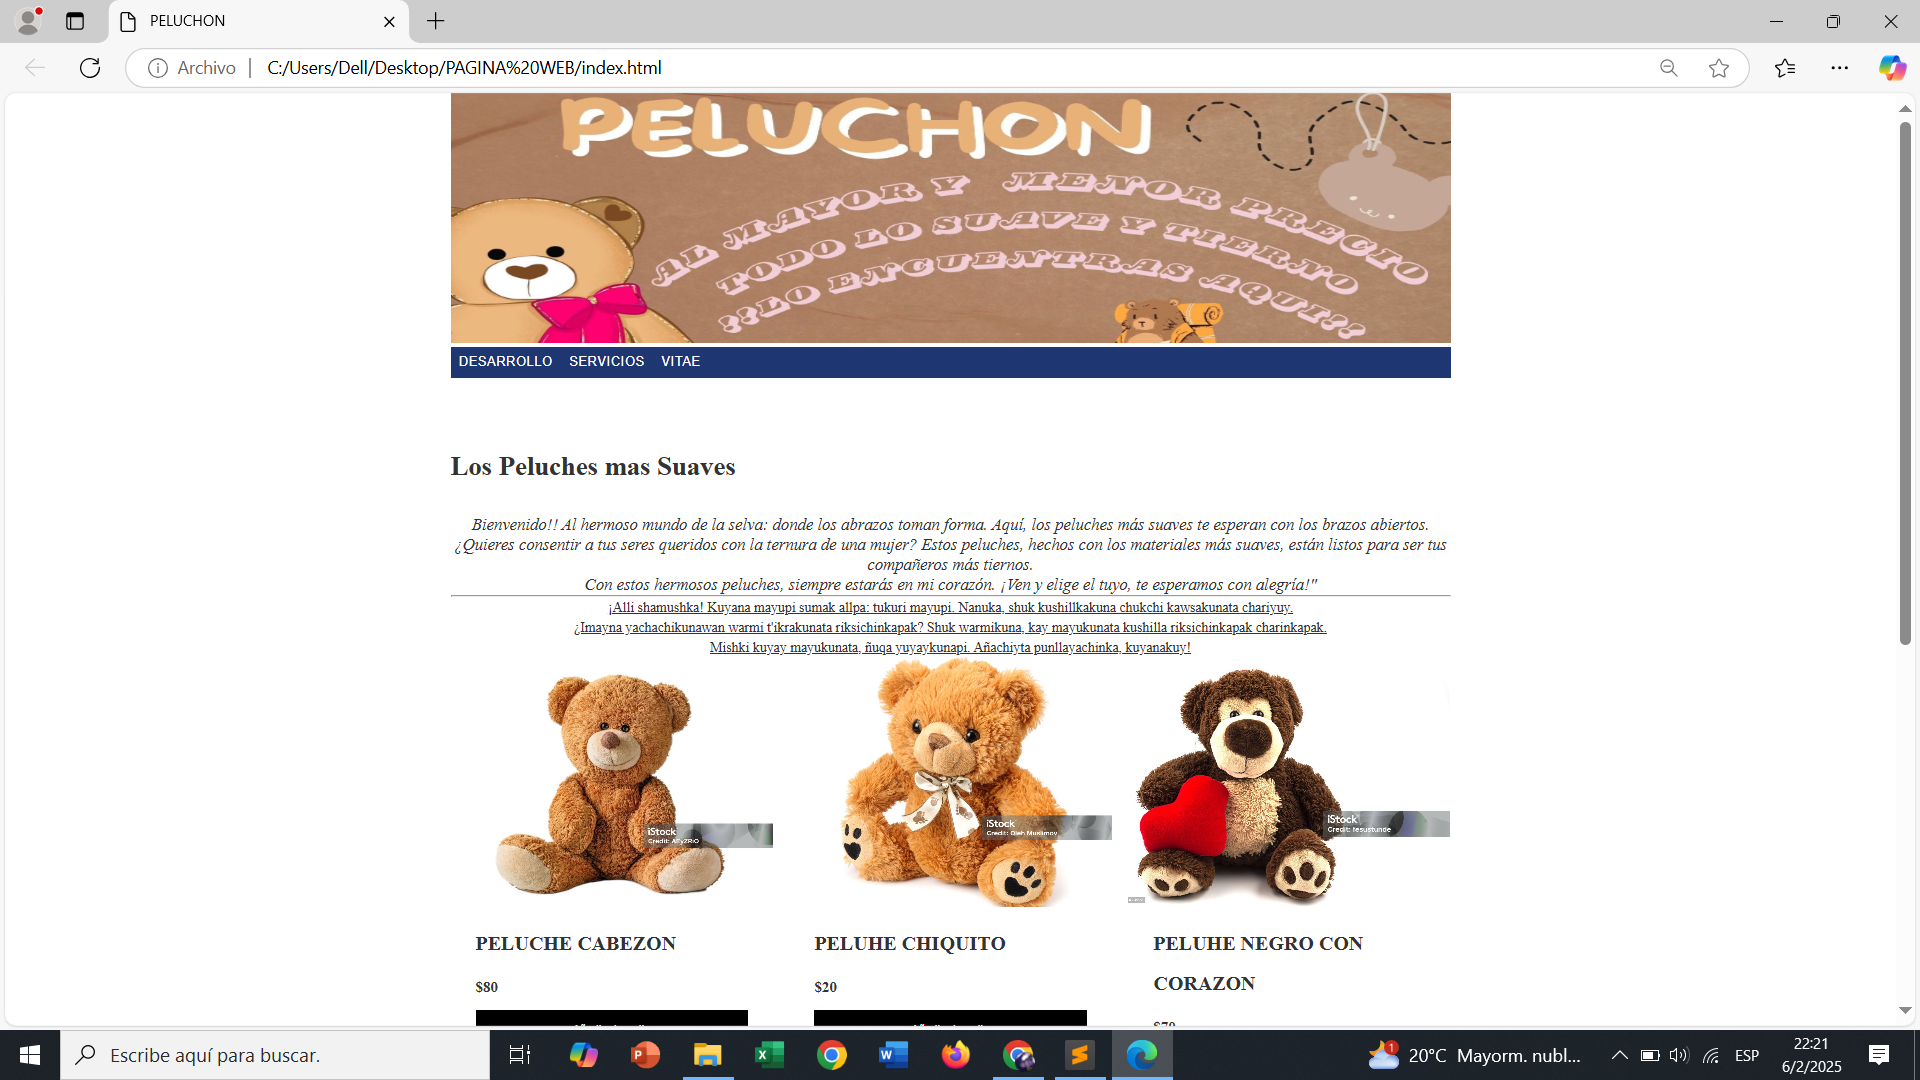 PELUCHON
Archivo
C:/Users/Dell/Desktop/PAGINA%20WEB/index.html
PELUCHON
AL MAYOR Y MENOR PRECIO
TODO LO SUAVE Y TIERNO
¡¡LO ENCUENTRAS AQUI??
DESARROLLO SERVICIOS VITAE
Los Peluches mas Suaves
Bienvenido!! Al hermoso mundo de la selva: donde los abrazos toman forma. Aquí, los peluches más suaves te esperan con los brazos abiertos.
¿Quieres consentir a tus seres queridos con la ternura de una mujer? Estos peluches, hechos con los materiales más suaves, están listos para ser tus
compañeros más tiernos.
Con estos hermosos peluches, siempre estarás en mi corazón. ¡Ven y elige el tuyo, te esperamos con alegría!"
¡Alli shamushka! Kuyana mayupi sumak allpa: tukuri mayupi. Nanuka, shuk kushillkakuna chukchi kawsakunata chariyuy.
¿Imayna yachachikunawan warmi t'ikrakunata riksichinkapak? Shuk warmikuna, kay mayukunata kushilla riksichinkapak charinkapak.
Mishki kuyay mayukunata, ñuqa yuyaykunapi. Añachiyta punllayachinka, kuyanakuy!
iStock
Credit: AlyZRiO
iStock
Credit: Oleh Muslimov
iStock
Credit: fesustunde
PELUCHE CABEZON
$80
PELUHE CHIQUITO
$20
PELUHE NEGRO CON
CORAZON
Escribe aquí para buscar.
1
20°C Mayorm. nubl...
ESP
22:21
6/2/2025